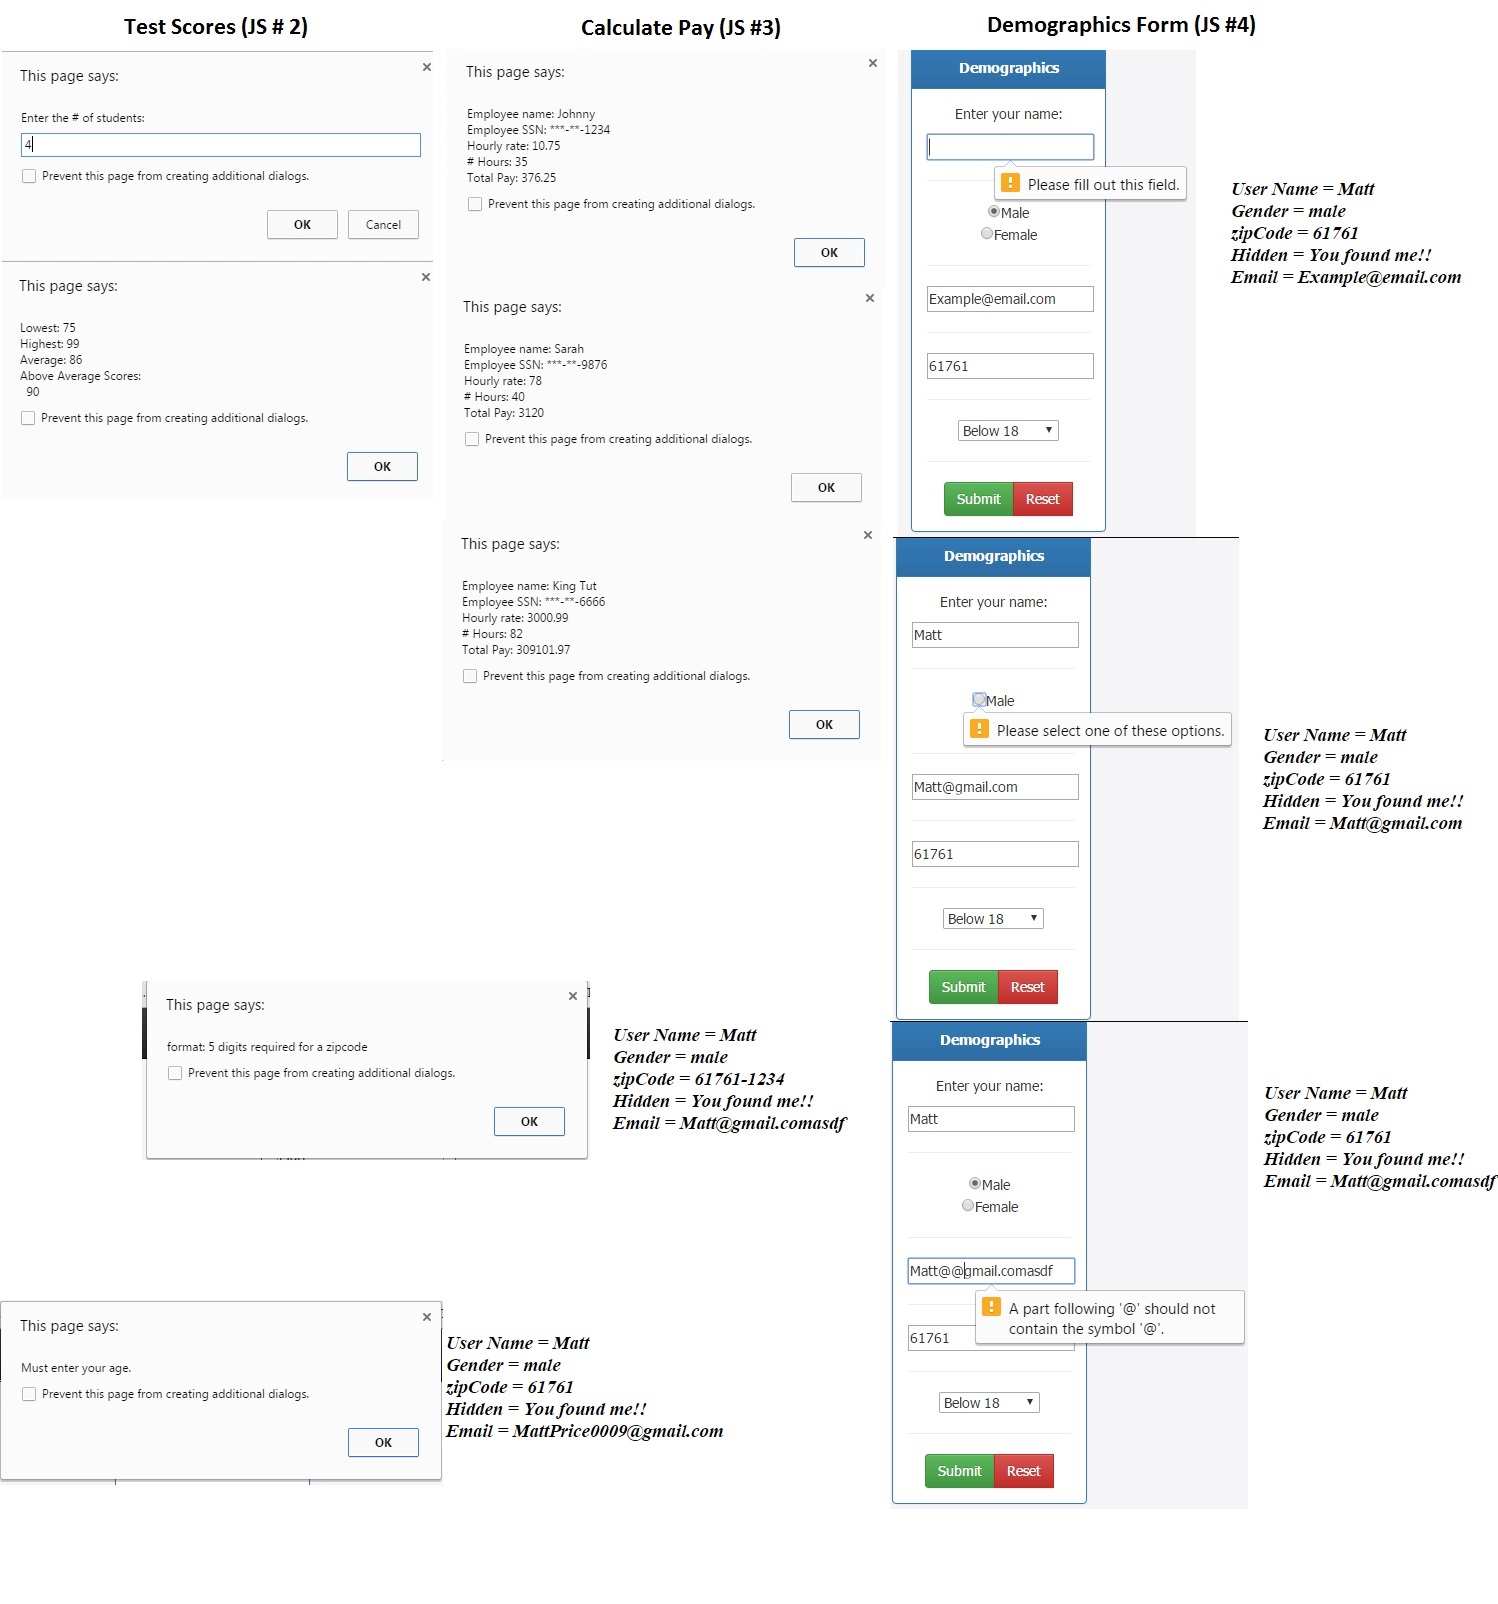 Test Scores (JS # 2)
This page says:
Enter the # of students:
4
Prevent this page from creating additional dialogs.
OK
Cancel
This page says:
Lowest: 75
Highest: 99
Average: 86
Above Average Scores:
90
Prevent this page from creating additional dialogs.
OK
Calculate Pay (JS #3)
This page says:
Employee name: Johnny
Employee SSN: ***-**-1234
Hourly rate: 10.75
# Hours: 35
Total Pay: 376.25
Prevent this page from creating additional dialogs.
OK
This page says:
Employee name: Sarah
Employee SSN: ***-**-9876
Hourly rate: 78
# Hours: 40
Total Pay: 3120
Prevent this page from creating additional dialogs.
OK
This page says:
Employee name: King Tut
Employee SSN: ***-**-6666
Hourly rate: 3000.99
# Hours: 82
Total Pay: 309101.97
Prevent this page from creating additional dialogs.
OK
Demographics Form (JS #4)
Demographics
Enter your name:
Please fill out this field.
Male
Female
Example@email.com
61761
Below 18
Submit
Reset
User Name = Matt
Gender = male
zipCode = 61761
Hidden = You found me!!
Email = Example@email.com
Demographics
Enter your name:
Matt
Male
Please select one of these options.
Matt@gmail.com
61761
Below 18
Submit
Reset
User Name = Matt
Gender = male
zipCode = 61761
Hidden = You found me!!
Email = Matt@gmail.com
Demographics
Enter your name:
Matt
Male
Female
Matt@@gmail.comasdf
A part following '@' should not
contain the symbol '@'.
61761
Below 18
Submit
Reset
User Name = Matt
Gender = male
zipCode = 61761
Hidden = You found me!!
Email = Matt@gmail.comasdf
This page says:
format: 5 digits required for a zipcode
Prevent this page from creating additional dialogs.
OK
User Name = Matt
Gender = male
zipCode = 61761-1234
Hidden = You found me!!
Email = Matt@gmail.comasdf
This page says:
Must enter your age.
Prevent this page from creating additional dialogs.
OK
User Name = Matt
Gender = male
zipCode = 61761
Hidden = You found me!!
Email = MattPrice0009@gmail.com